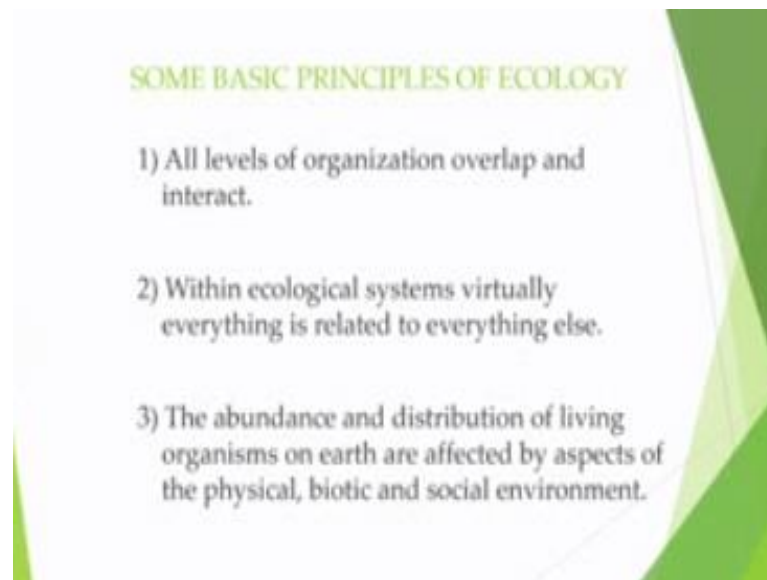 SOME BASIC PRINCIPLES OF ECOLOGY
1) All levels of organization overlap and
interact.
2) Within ecological systems virtually
everything is related to everything else.
3) The abundance and distribution of living
organisms on earth are affected by aspects of
the physical, biotic and social environment.